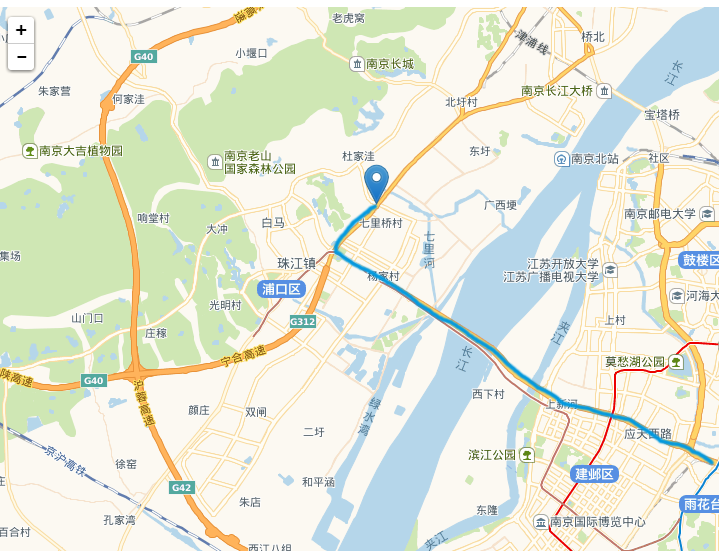 +
−
老虎窝
冶高速
小堰口
G40
南京长城
津浦线
桥北
长江
朱家营
何家洼
北圩村
南京长江大桥
宝塔桥
南京大吉植物园
南京老山
国家森林公园
杜家洼
东圩
南京北站
社区
广西埂
南京邮电大学
响堂村
大冲
白马
七里桥村
七里河
集场
珠江镇
杨家村
江苏开放大学
江苏广播电视大学
鼓楼区
浦口区
光明村
河海大
山门口
庄稼
G312
上村
夹江
宁合高速
长江
莫愁湖公园
陕高速
G40
沪蓉高速
颜庄
双闸
绿水湾
西下村
上新河
二圩
应天西路
京沪高铁
徐窑
滨江公园
建邺区
G42
和平涵
朱店
雨花台
孔家湾
东隆
南京国际博览中心
百合村
西江八组
夹江